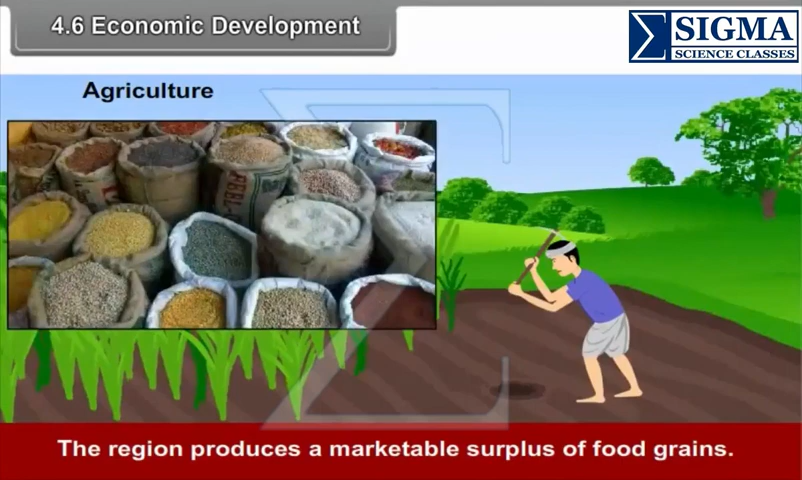 4.6 Economic Development
SIGMA
SCIENCE CLASSES
Agriculture
The region produces a marketable surplus of food grains.